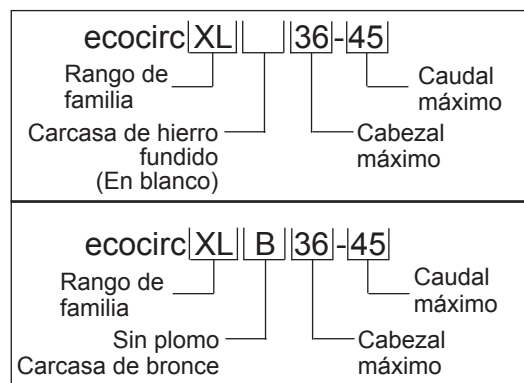 ecocirc XL 36-45
Rango de
familia
Caudal
máximo
Carcasa de hierro
fundido
(En blanco)
Cabezal
máximo
ecocirc XL B 36-45
Rango de
familia
Caudal
máximo
Sin plomo
Carcasa de bronce
Cabezal
máximo